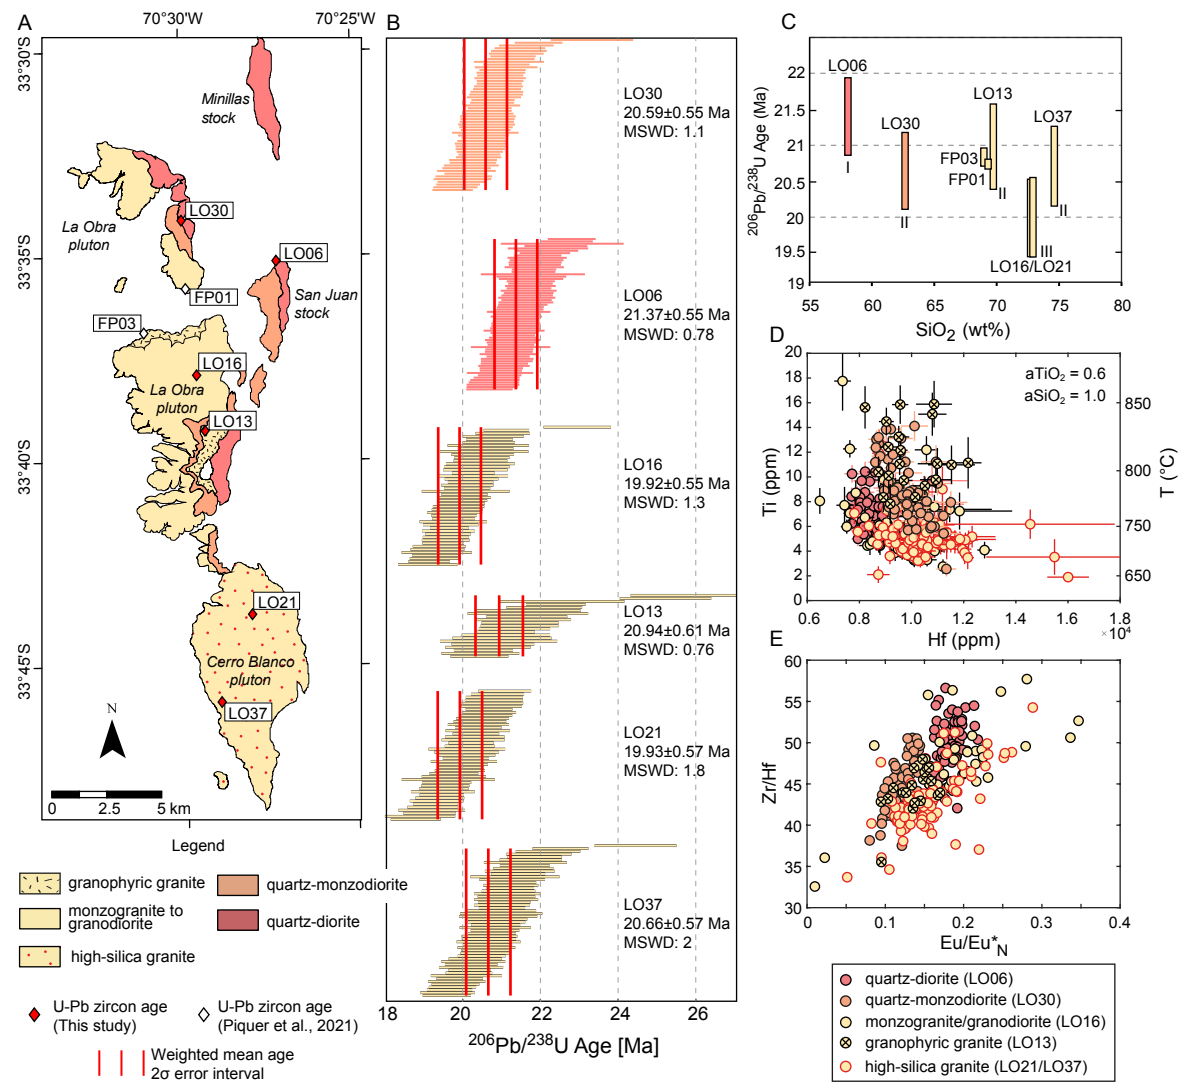 A
70°30'W
70°25'W
33°30'S
33°35'S
33°40'S
33°45'S
Minillas
stock
La Obra
pluton
LO30
LO06
San Juan
stock
FP01
FP03
LO16
La Obra
pluton
LO13
LO21
Cerro Blanco
pluton
LO37
N
0 2.5 5 km
Legend
granophyric granite
monzogranite to
granodiorite
high-silica granite
quartz-monzodiorite
quartz-diorite
U-Pb zircon age
(This study)
U-Pb zircon age
(Piquer et al., 2021)
Weighted mean age
2σ error interval
B
20 22 24 26
LO30
20.59±0.55 Ma
MSWD: 1.1
LO06
21.37±0.55 Ma
MSWD: 0.78
LO16
19.92±0.55 Ma
MSWD: 1.3
LO13
20.94±0.61 Ma
MSWD: 0.76
LO21
19.93±0.57 Ma
MSWD: 1.8
LO37
20.66±0.57 Ma
MSWD: 2
18 20 22 24 26
²⁰⁶Pb/²³⁸U Age [Ma]
C
²⁰⁶Pb/²³⁸U Age (Ma)
22
21.5
21
20.5
20
19.5
19
LO06
I
LO30
II
FP03
FP01
LO13
II
LO37
II
III
LO16/LO21
55 60 65 70 75 80
SiO₂ (wt%)
D
aTiO₂ = 0.6
aSiO₂ = 1.0
Ti (ppm)
20
18
16
14
12
10
8
6
4
2
0
850
800
750
650
T (°C)
0.6 0.8 1.0 1.2 1.4 1.6 1.8
Hf (ppm)
×10⁴
E
Zr/Hf
60
55
50
45
40
35
30
0 0.1 0.2 0.3 0.4
Eu/Eu*N
quartz-diorite (LO06)
quartz-monzodiorite (LO30)
monzogranite/granodiorite (LO16)
granophyric granite (LO13)
high-silica granite (LO21/LO37)